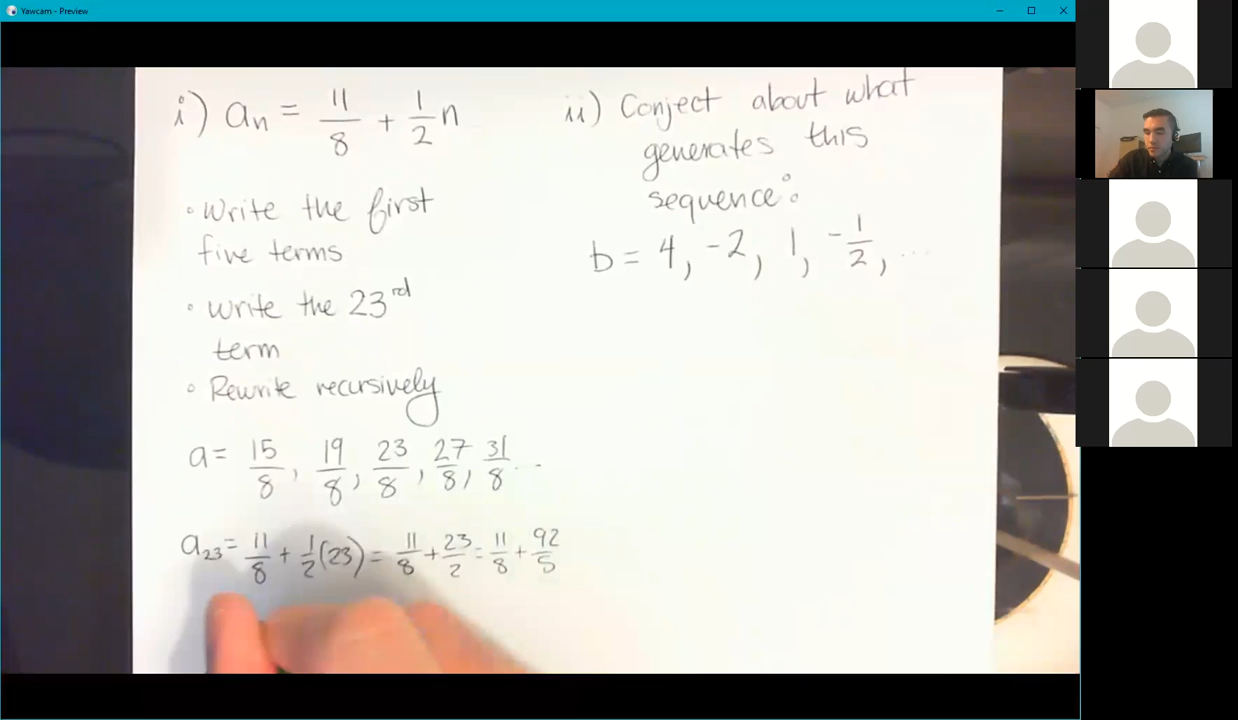 Yawcam - Preview
i) aₙ = 11/8 + 1/2 n
• Write the first
five terms
• Write the 23rd
term
• Rewrite recursively
a = 15/8, 19/8, 23/8, 27/8, 31/8 ...
a₂₃ = 11/8 + 1/2 (23) = 11/8 + 23/2 = 11/8 + 92/5
ii) Conject about what
generates this
sequence:
b = 4, -2, 1, -1/2, ...